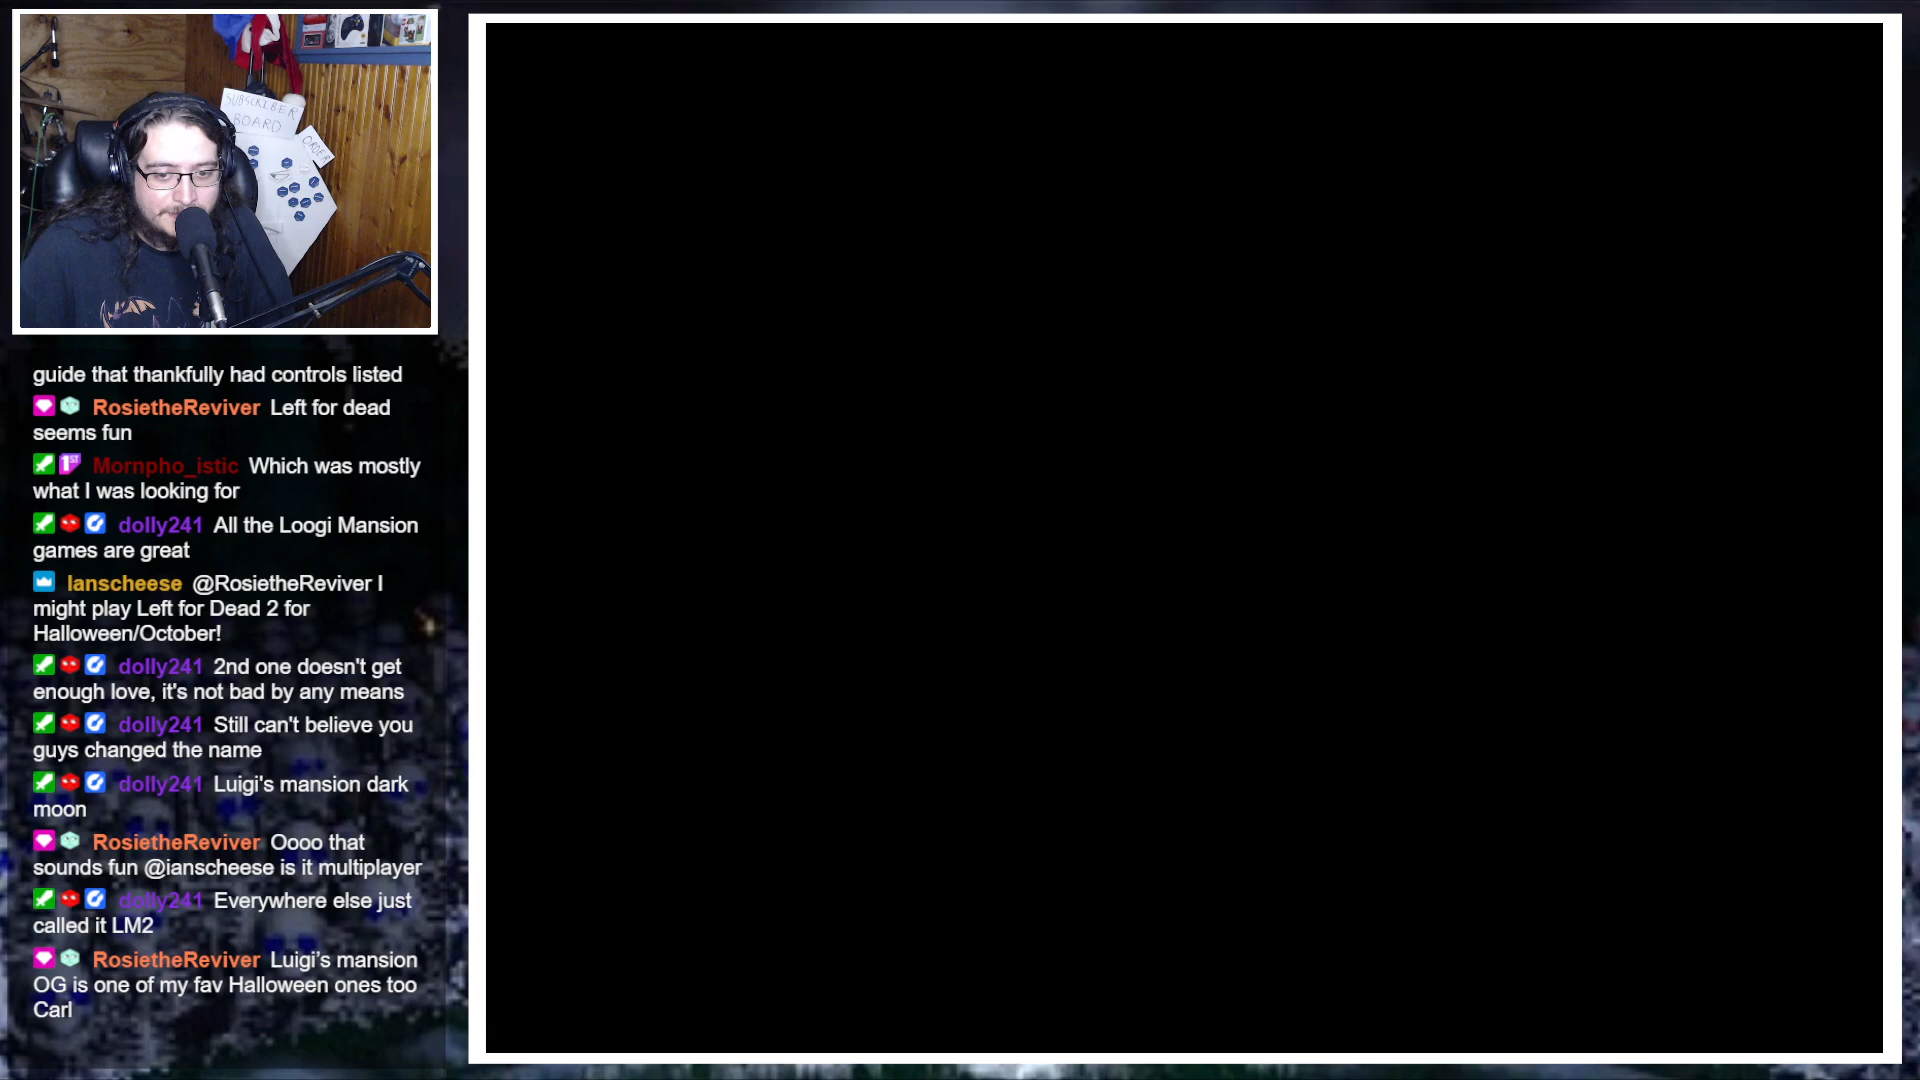 SUBSCRIBER
BOARD
ORDER
guide that thankfully had controls listed
RosietheReviver Left for dead
seems fun
1ST Mornpho_istic Which was mostly
what I was looking for
dolly241 All the Loogi Mansion
games are great
Ianscheese @RosietheReviver I
might play Left for Dead 2 for
Halloween/October!
dolly241 2nd one doesn't get
enough love, it's not bad by any means
dolly241 Still can't believe you
guys changed the name
dolly241 Luigi's mansion dark
moon
RosietheReviver Oooo that
sounds fun @ianscheese is it multiplayer
dolly241 Everywhere else just
called it LM2
RosietheReviver Luigi’s mansion
OG is one of my fav Halloween ones too
Carl